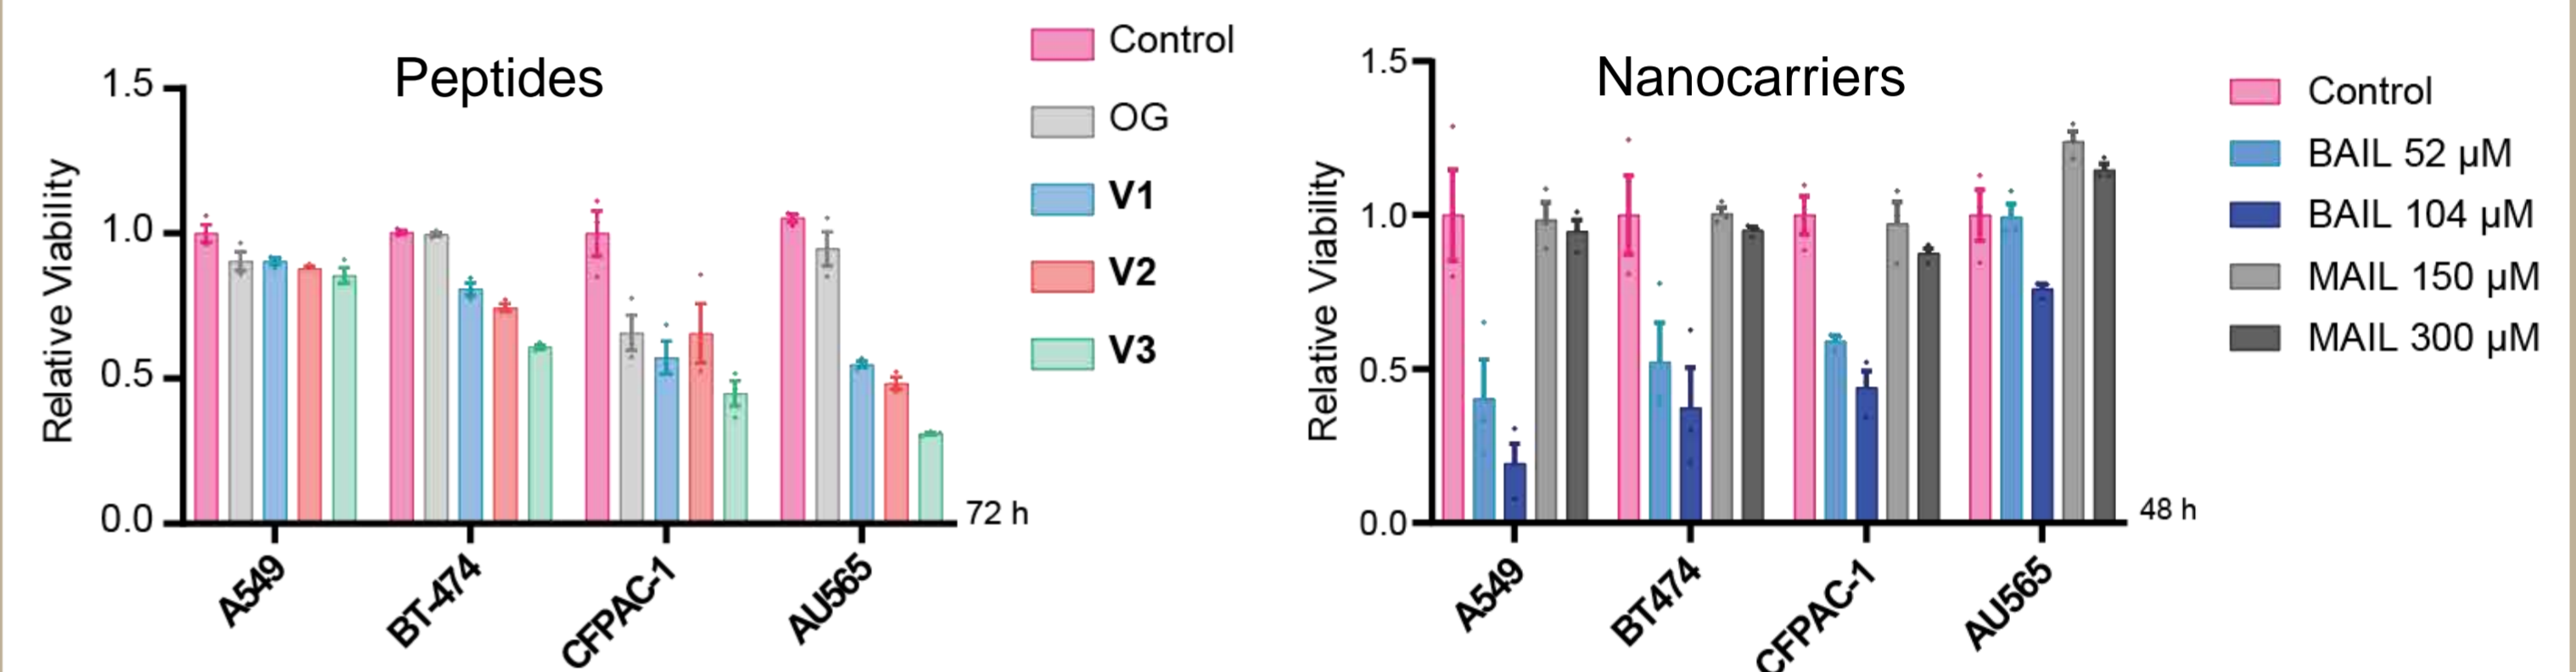 Peptides
Relative Viability
1.5
1.0
0.5
0.0
A549
BT-474
CFPAC-1
AU565
72 h
Control
OG
V1
V2
V3
Nanocarriers
Relative Viability
1.5
1.0
0.5
0.0
A549
BT474
CFPAC-1
AU565
48 h
Control
BAIL 52 µM
BAIL 104 µM
MAIL 150 µM
MAIL 300 µM